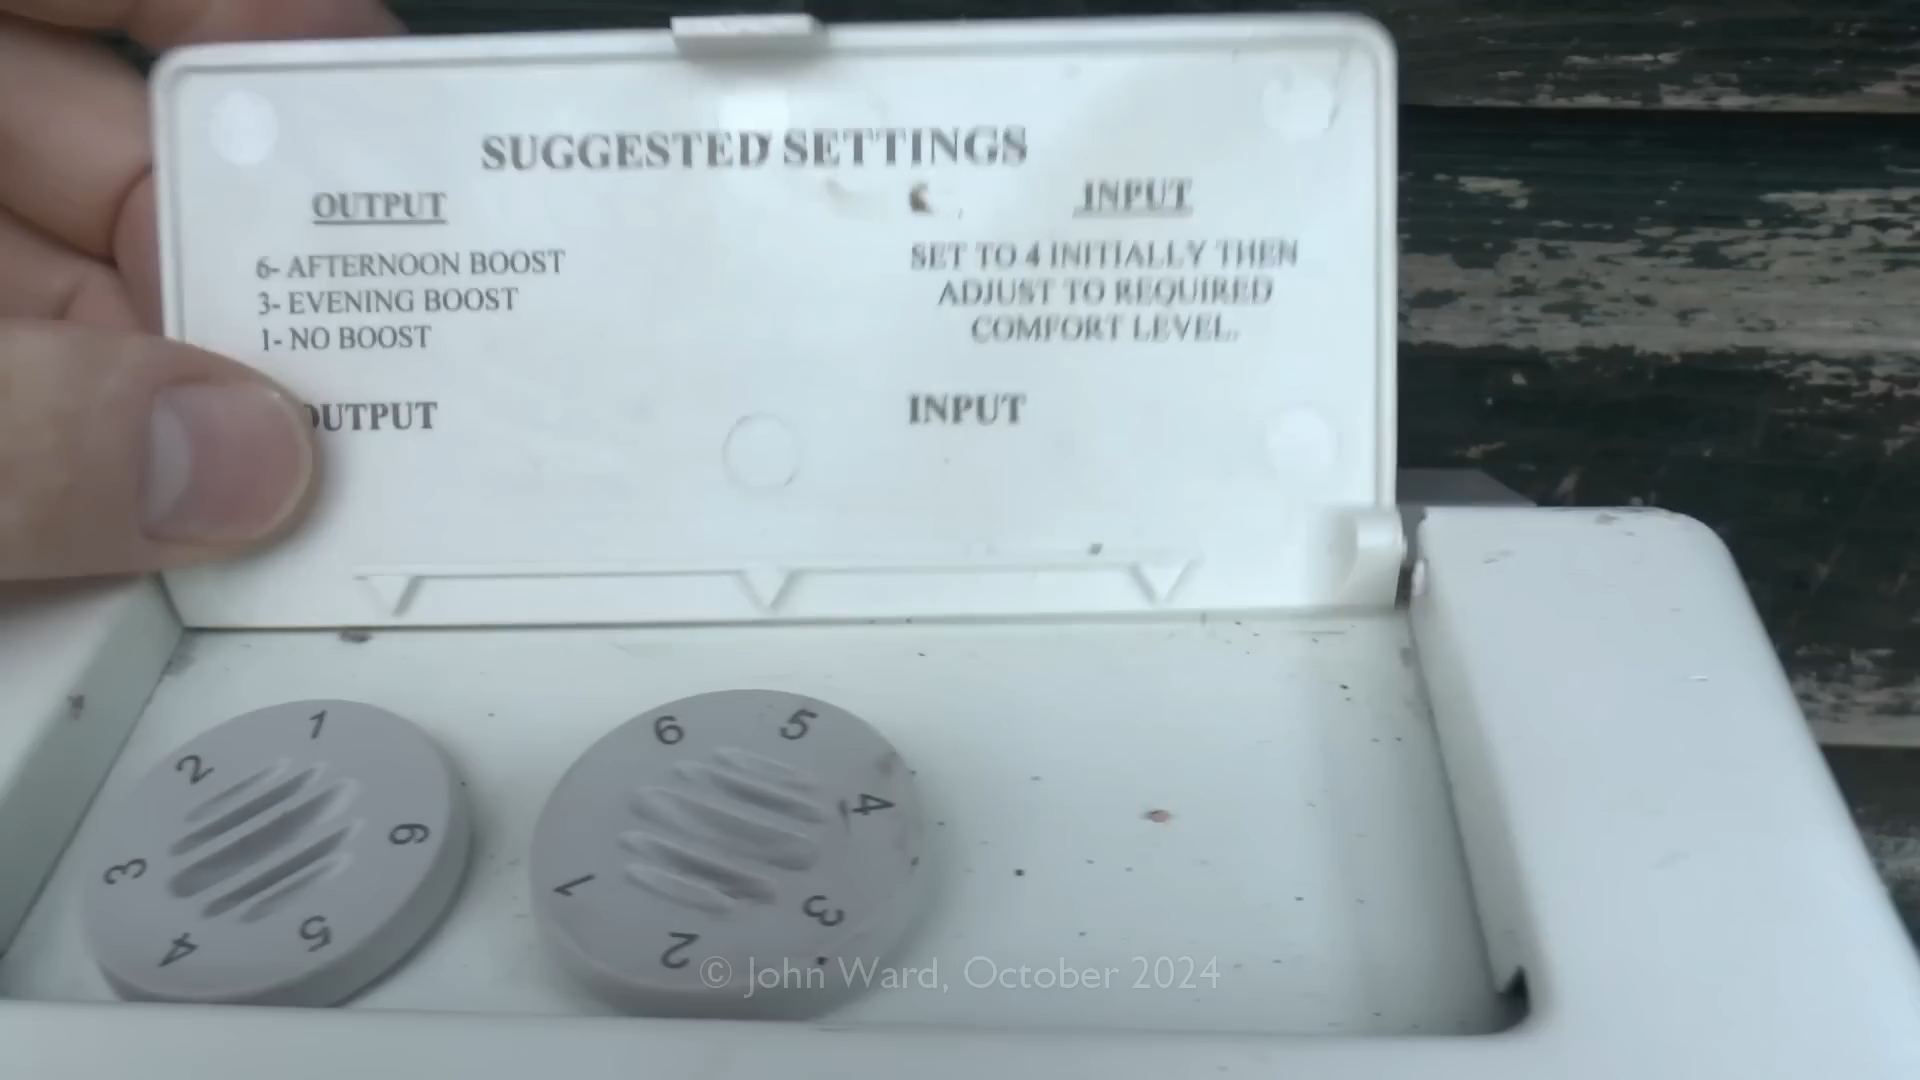 SUGGESTED SETTINGS
OUTPUT
6- AFTERNOON BOOST
3- EVENING BOOST
1- NO BOOST
INPUT
SET TO 4 INITIALLY THEN
ADJUST TO REQUIRED
COMFORT LEVEL.
OUTPUT
INPUT
1
2
3
4
5
6
1
2
3
4
5
6
© John Ward, October 2024